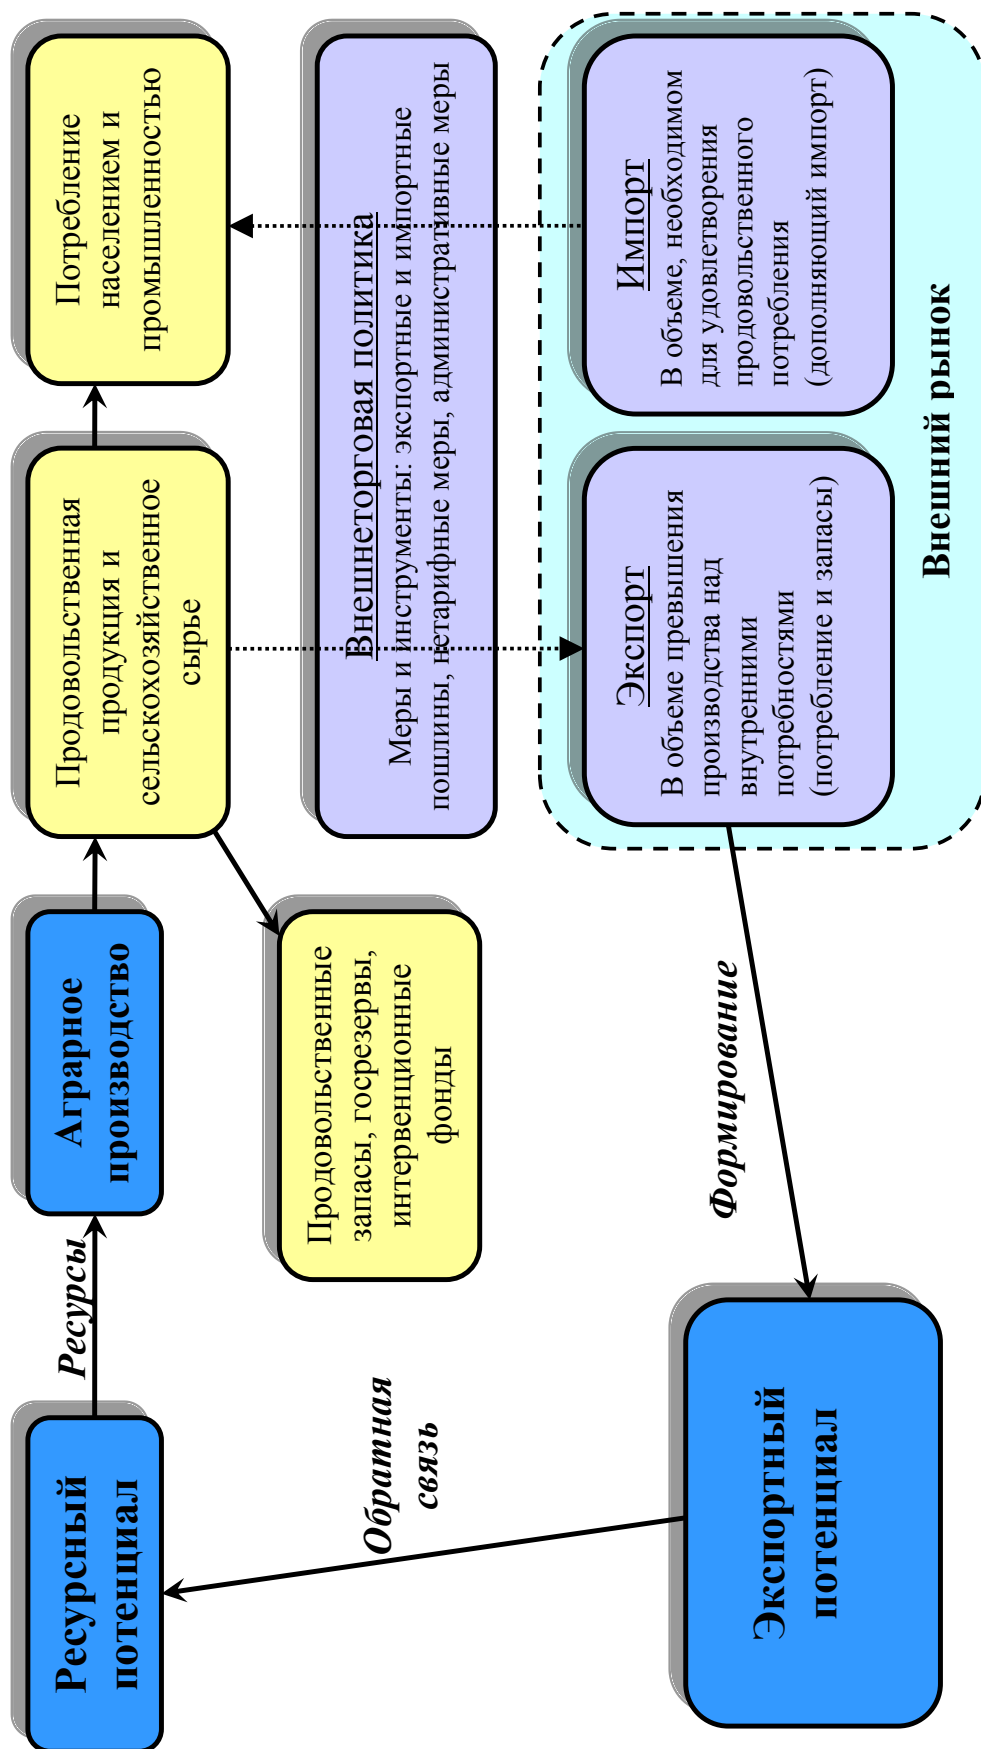 Ресурсный
потенциал
Ресурсы
Аграрное
производство
Продовольственная
продукция и
сельскохозяйственное
сырье
Потребление
населением и
промышленностью
Продовольственные
запасы, госрезервы,
интервенционные
фонды
Внешнеторговая политика
Меры и инструменты: экспортные и импортные
пошлины, нетарифные меры, административные меры
Обратная
связь
Формирование
Экспортный
потенциал
Экспорт
В объеме превышения
производства над
внутренними
потребностями
(потребление и запасы)
Импорт
В объеме, необходимом
для удовлетворения
продовольственного
потребления
(дополняющий импорт)
Внешний рынок